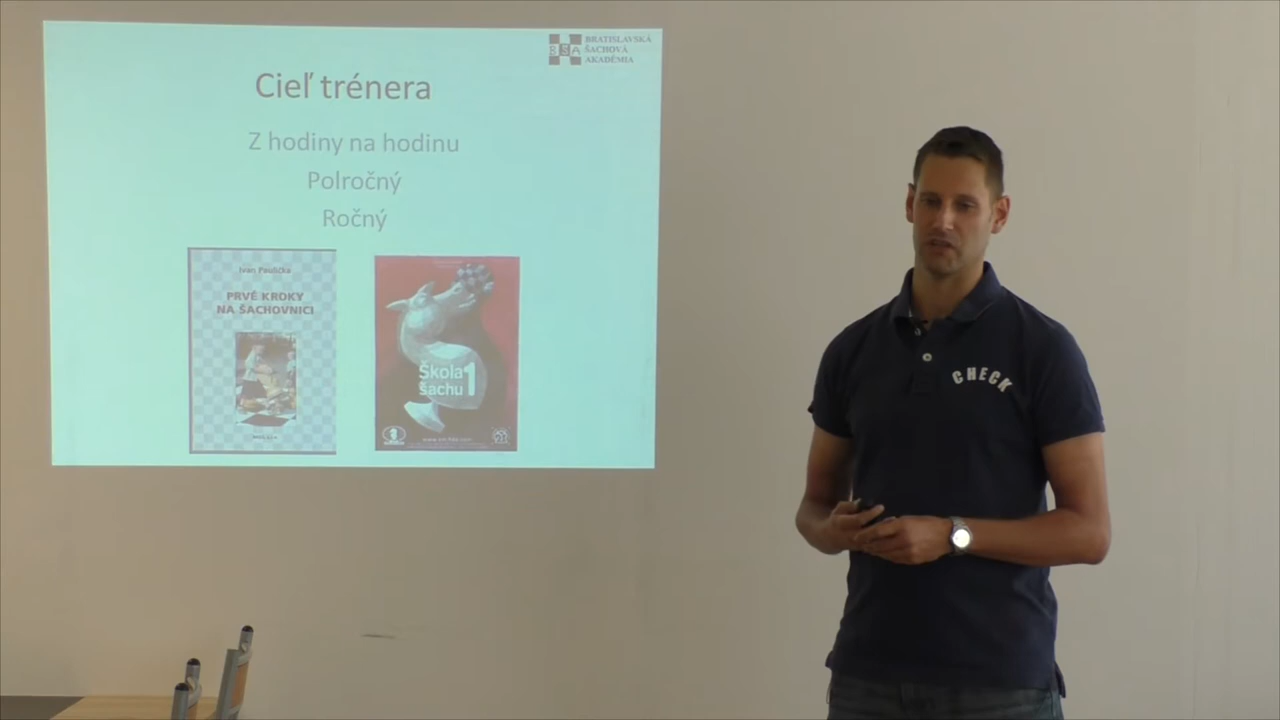 BRATISLAVSKÁ
ŠACHOVÁ
AKADÉMIA
BŠA
Cieľ trénera
Z hodiny na hodinu
Polročný
Ročný
Ivan Paulička
PRVÉ KROKY
NA ŠACHOVNICI
Škola
šachu 1
CHECK